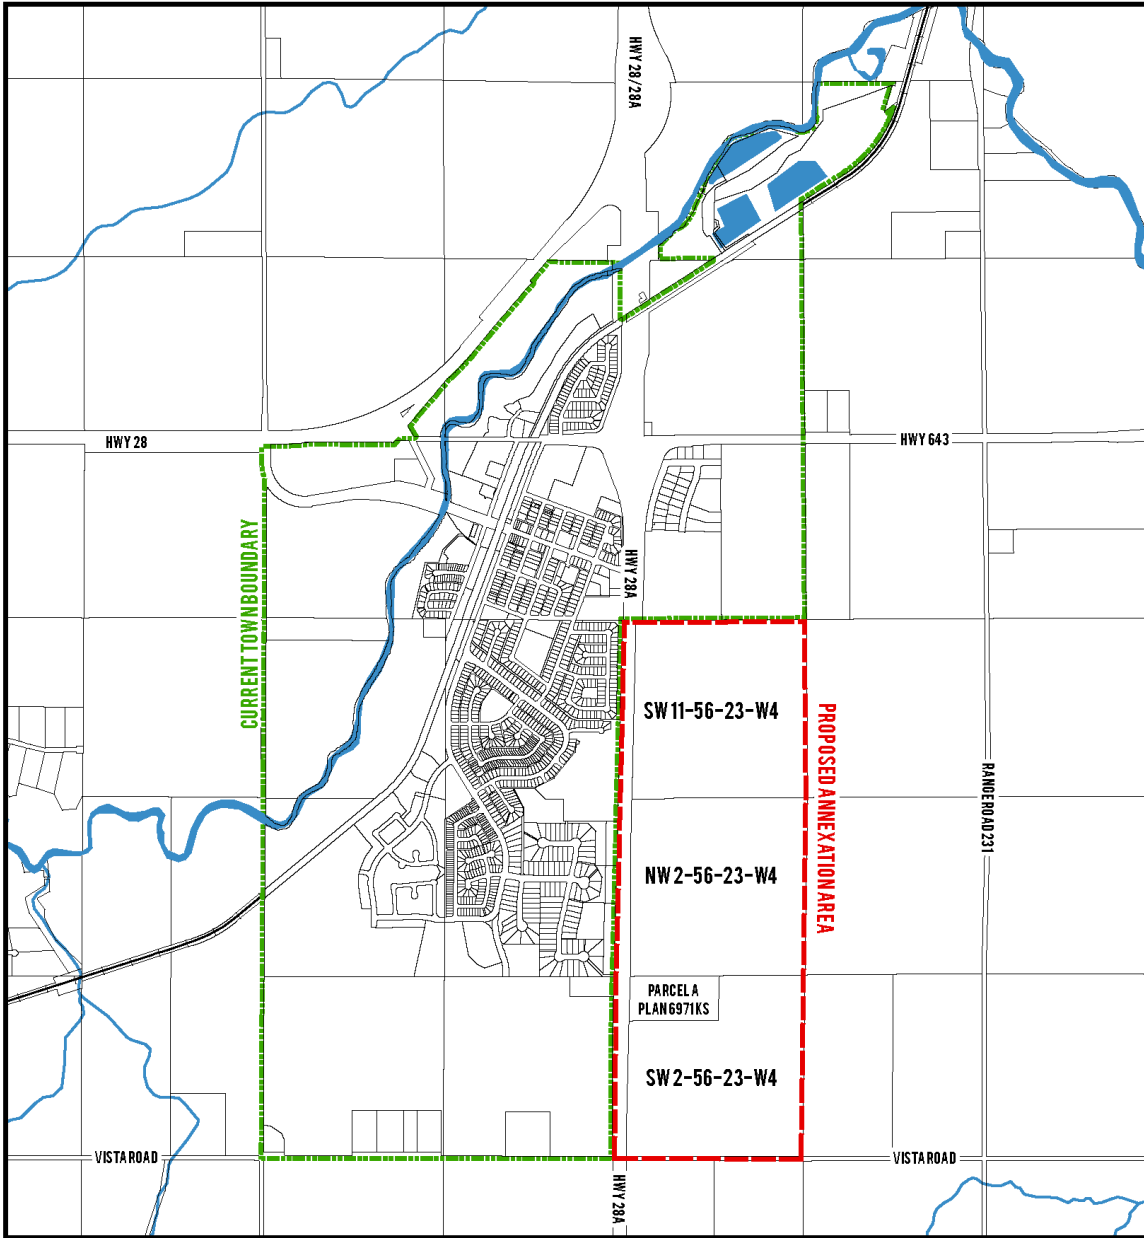 HWY 28/28A
HWY 28
HWY 643
CURRENT TOWN BOUNDARY
HWY 28A
SW 11-56-23-W4
PROPOSED ANNEXATION AREA
RANGE ROAD 231
NW 2-56-23-W4
PARCEL A
PLAN 6971KS
SW 2-56-23-W4
VISTA ROAD
VISTA ROAD
HWY 28A